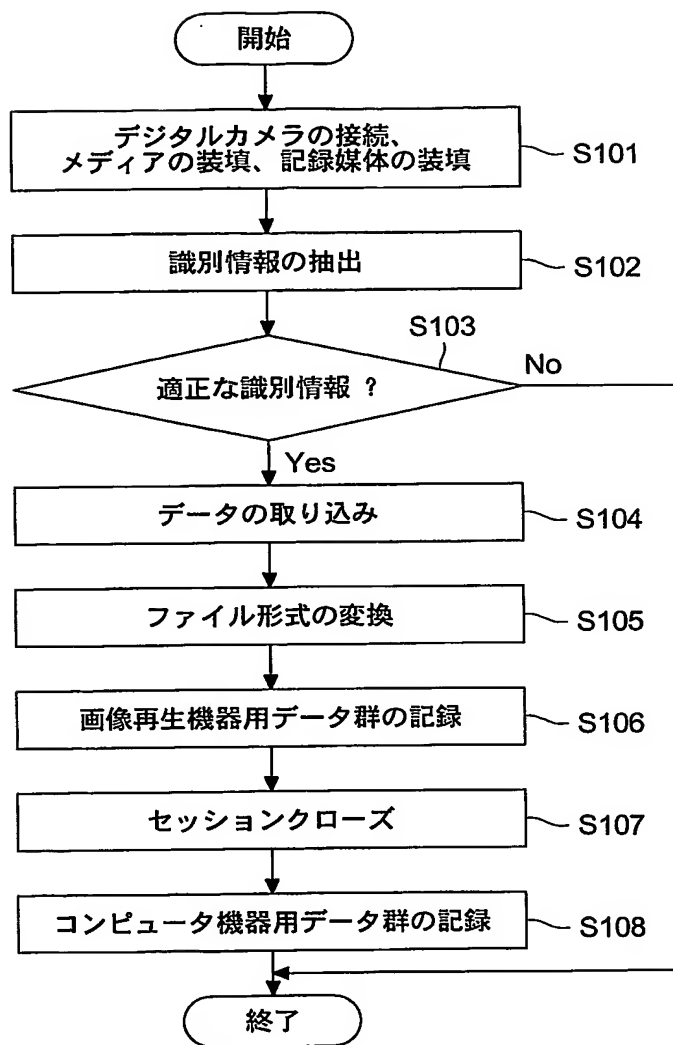 開始
デジタルカメラの接続、
メディアの装填、記録媒体の装填
S101
識別情報の抽出
S102
S103
適正な識別情報 ?
No
Yes
データの取り込み
S104
ファイル形式の変換
S105
画像再生機器用データ群の記録
S106
セッションクローズ
S107
コンピュータ機器用データ群の記録
S108
終了